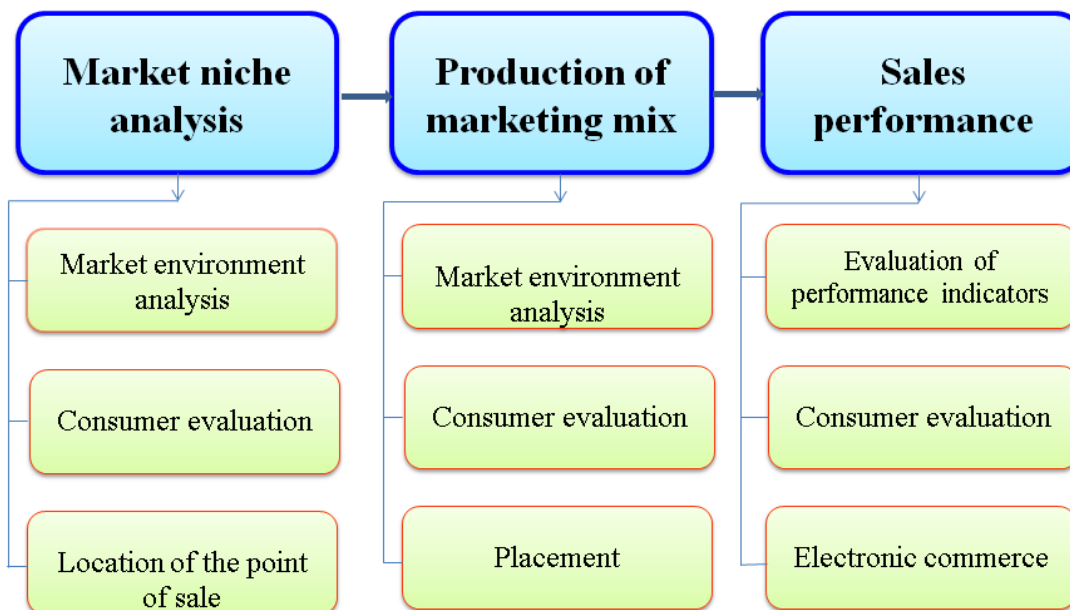 Market niche
analysis
Production of
marketing mix
Sales
performance
Market environment
analysis
Consumer evaluation
Location of the point
of sale
Market environment
analysis
Consumer evaluation
Placement
Evaluation of
performance indicators
Consumer evaluation
Electronic commerce